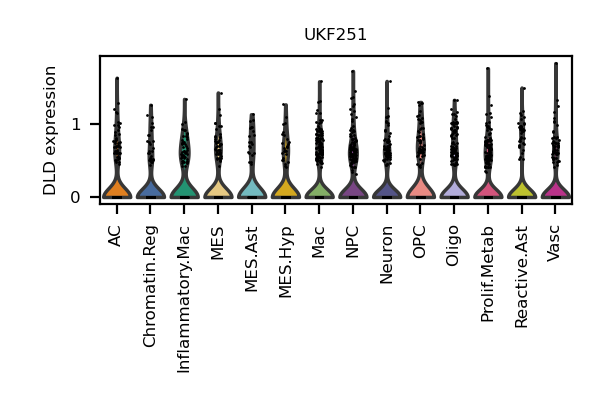 UKF251
DLD expression
1
0
AC
Chromatin.Reg
Inflammatory.Mac
MES
MES.Ast
MES.Hyp
Mac
NPC
Neuron
OPC
Oligo
Prolif.Metab
Reactive.Ast
Vasc